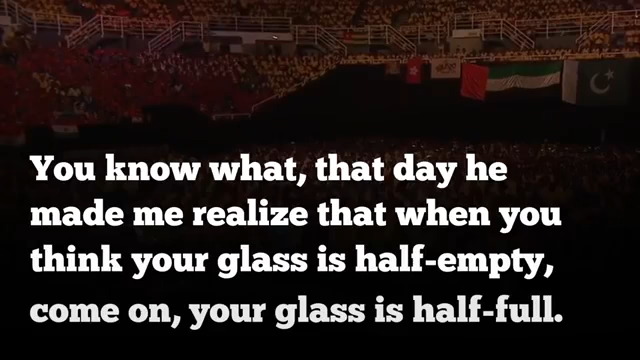 You know what, that day he
made me realize that when you
think your glass is half-empty,
come on, your glass is half-full.